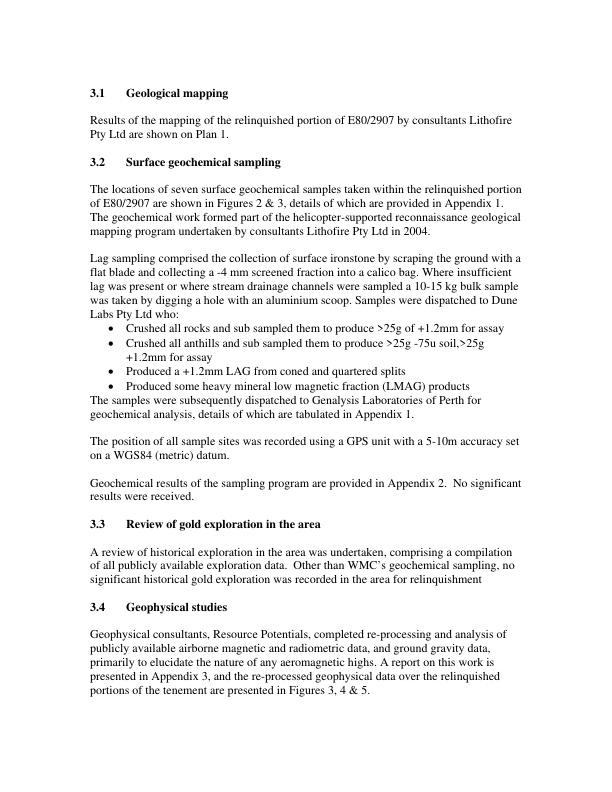 3.1 Geological mapping
Results of the mapping of the relinquished portion of E80/2907 by consultants Lithofire
Pty Ltd are shown on Plan 1.
3.2 Surface geochemical sampling
The locations of seven surface geochemical samples taken within the relinquished portion
of E80/2907 are shown in Figures 2 & 3, details of which are provided in Appendix 1.
The geochemical work formed part of the helicopter-supported reconnaissance geological
mapping program undertaken by consultants Lithofire Pty Ltd in 2004.
Lag sampling comprised the collection of surface ironstone by scraping the ground with a
flat blade and collecting a -4 mm screened fraction into a calico bag. Where insufficient
lag was present or where stream drainage channels were sampled a 10-15 kg bulk sample
was taken by digging a hole with an aluminium scoop. Samples were dispatched to Dune
Labs Pty Ltd who:
• Crushed all rocks and sub sampled them to produce >25g of +1.2mm for assay
• Crushed all anthills and sub sampled them to produce >25g -75u soil,>25g
+1.2mm for assay
• Produced a +1.2mm LAG from coned and quartered splits
• Produced some heavy mineral low magnetic fraction (LMAG) products
The samples were subsequently dispatched to Genalysis Laboratories of Perth for
geochemical analysis, details of which are tabulated in Appendix 1.
The position of all sample sites was recorded using a GPS unit with a 5-10m accuracy set
on a WGS84 (metric) datum.
Geochemical results of the sampling program are provided in Appendix 2. No significant
results were received.
3.3 Review of gold exploration in the area
A review of historical exploration in the area was undertaken, comprising a compilation
of all publicly available exploration data. Other than WMC's geochemical sampling, no
significant historical gold exploration was recorded in the area for relinquishment
3.4 Geophysical studies
Geophysical consultants, Resource Potentials, completed re-processing and analysis of
publicly available airborne magnetic and radiometric data, and ground gravity data,
primarily to elucidate the nature of any aeromagnetic highs. A report on this work is
presented in Appendix 3, and the re-processed geophysical data over the relinquished
portions of the tenement are presented in Figures 3, 4 & 5.